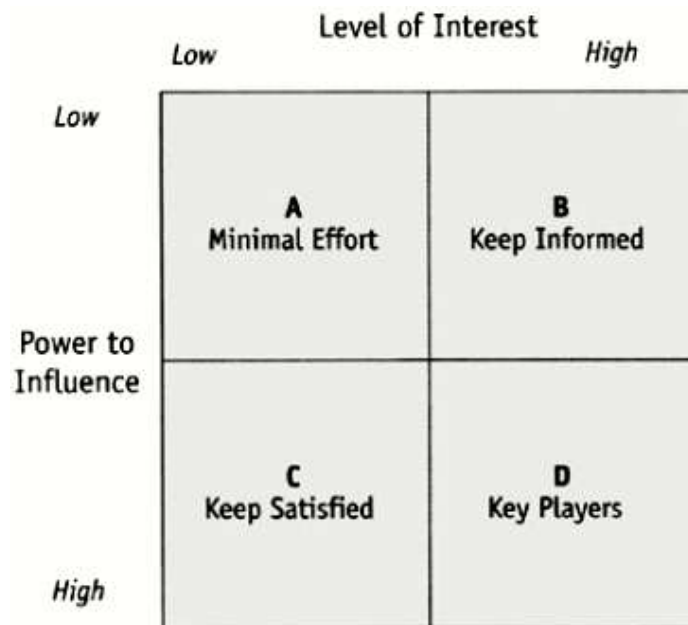 Level of Interest
Low
High
Low
A
Minimal Effort
B
Keep Informed
Power to
Influence
C
Keep Satisfied
D
Key Players
High